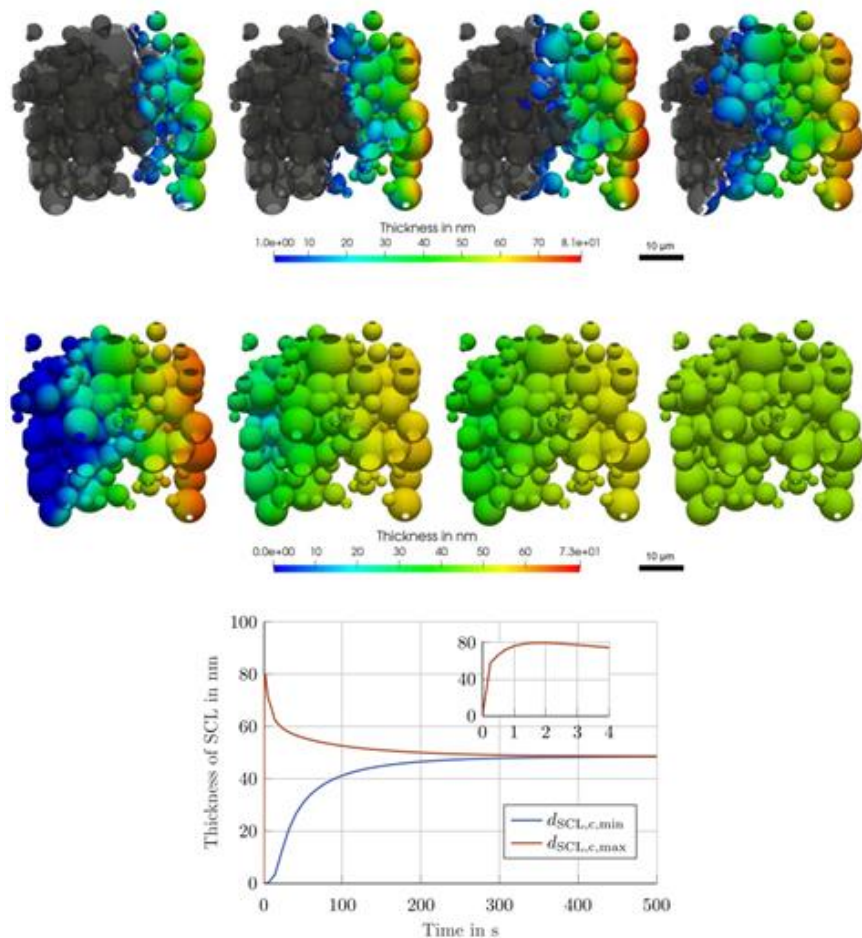 Thickness in nm
1.0e+00 10 20 30 40 50 60 70 8.1e+01
10 µm
Thickness in nm
0.0e+00 10 20 30 40 50 60 7.3e+01
10 µm
100
80
60
40
20
0
Thickness of SCL in nm
80
40
0
0 1 2 3 4
d_SCL,c,min
d_SCL,c,max
0 100 200 300 400 500
Time in s